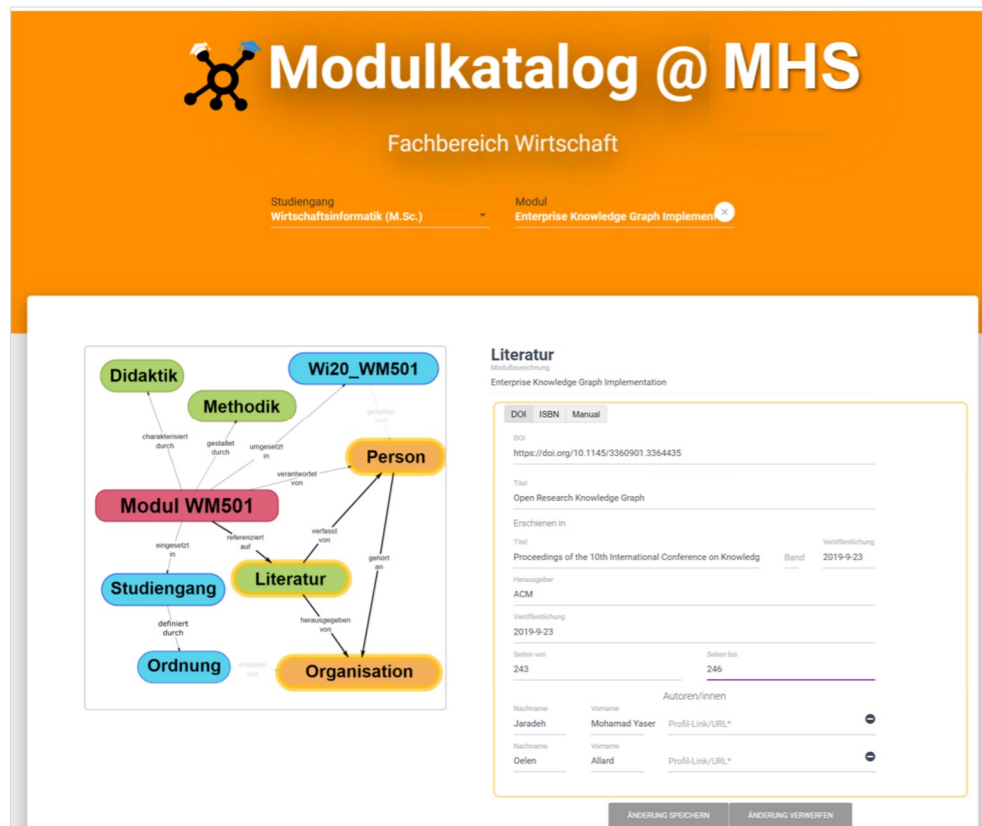 Modulkatalog @ MHS
Fachbereich Wirtschaft
Studiengang
Wirtschaftsinformatik (M.Sc.)
Modul
Enterprise Knowledge Graph Implemen
Didaktik
Wi20_WM501
Methodik
gehalten
von
charakterisiert
durch
gestaltet
durch
umgesetzt
in
Person
verantwortet
von
Modul WM501
eingesetzt
in
referenziert
auf
verfasst
von
gehört
an
Literatur
Studiengang
definiert
durch
herausgegeben
von
Ordnung
erlassen
von
Organisation
Literatur
Modulbezeichnung
Enterprise Knowledge Graph Implementation
DOI ISBN Manual
DOI
https://doi.org/10.1145/3360901.3364435
Titel
Open Research Knowledge Graph
Erschienen in
Titel
Proceedings of the 10th International Conference on Knowledg
Band
Veröffentlichung
2019-9-23
Herausgeber
ACM
Veröffentlichung
2019-9-23
Seiten von
243
Seiten bis
246
Autoren/innen
Nachname Vorname
Jaradeh Mohamad Yaser Profil-Link/URL*
Nachname Vorname
Oelen Allard Profil-Link/URL*
ÄNDERUNG SPEICHERN ÄNDERUNG VERWERFEN